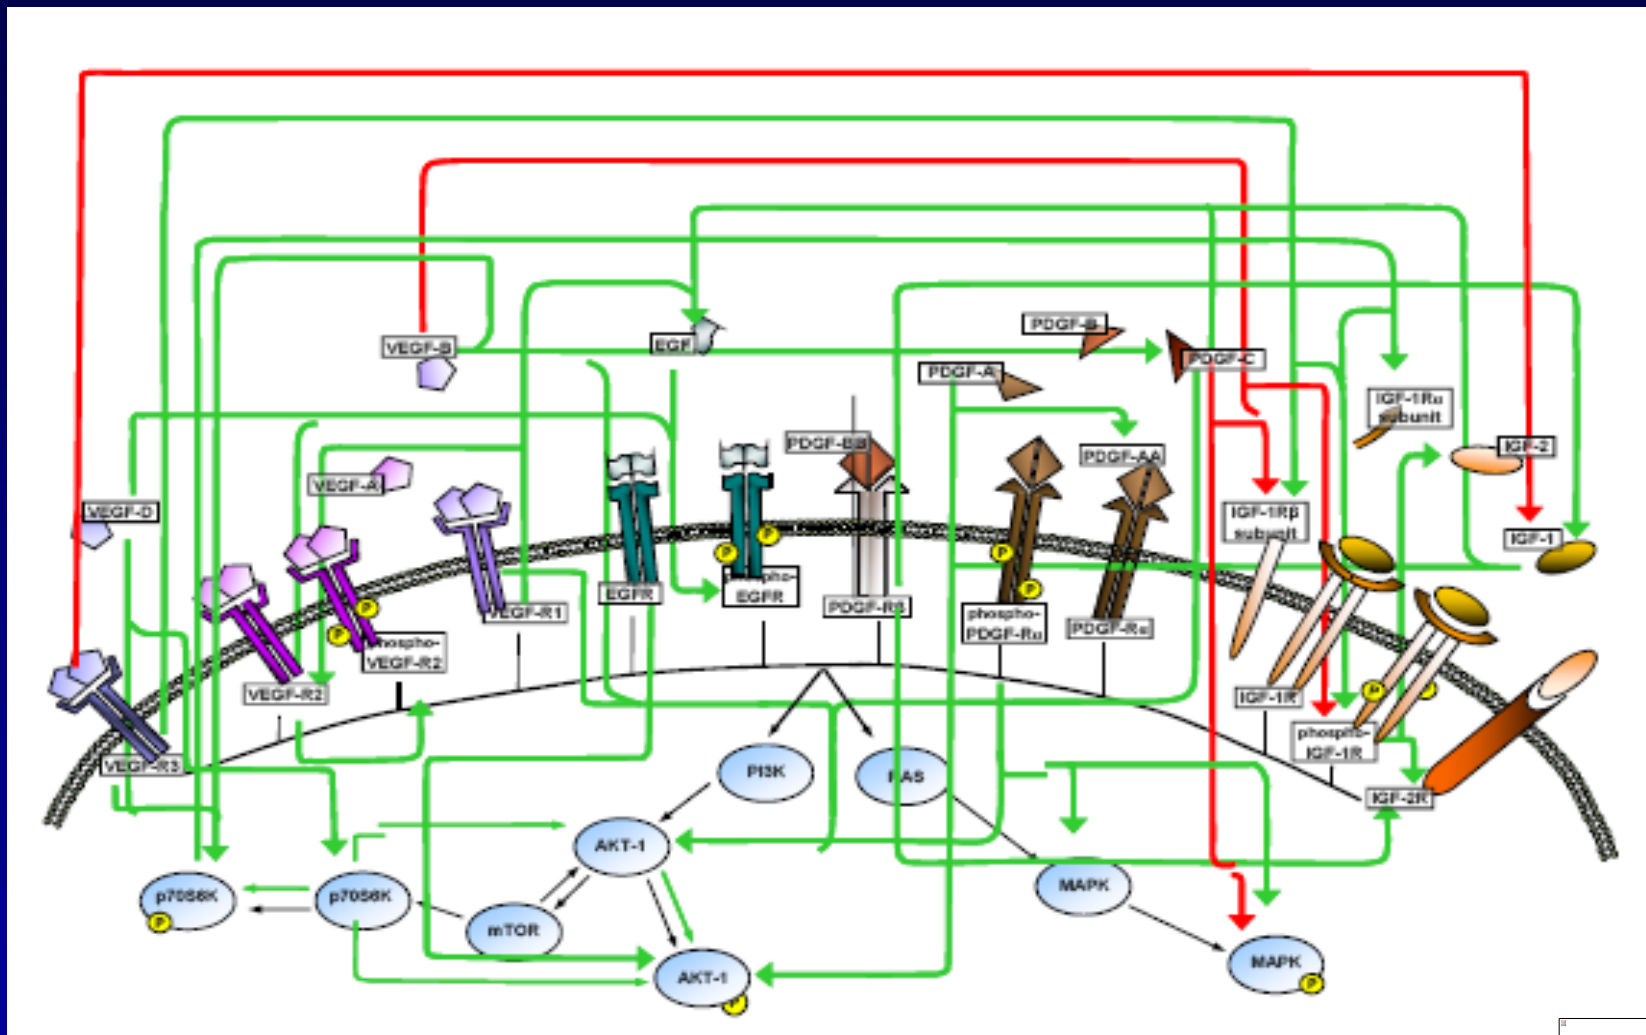 VEGF-B
EGF
PDGF-B
PDGF-C
PDGF-A
IGF-1Rα
subunit
PDGF-BB
PDGF-AA
IGF-2
VEGF-A
VEGF-D
IGF-1Rβ
subunit
IGF-1
P
P
P
phospho-
EGFR
EGFR
VEGF-R1
PDGF-Rβ
P
phospho-
PDGF-Rα
PDGF-Rα
P
P
phospho-
VEGF-R2
VEGF-R2
IGF-1R
P
P
phospho-
IGF-1R
VEGF-R3
PI3K
RAS
IGF-2R
AKT-1
p70S6K
P
p70S6K
mTOR
MAPK
AKT-1
P
MAPK
P